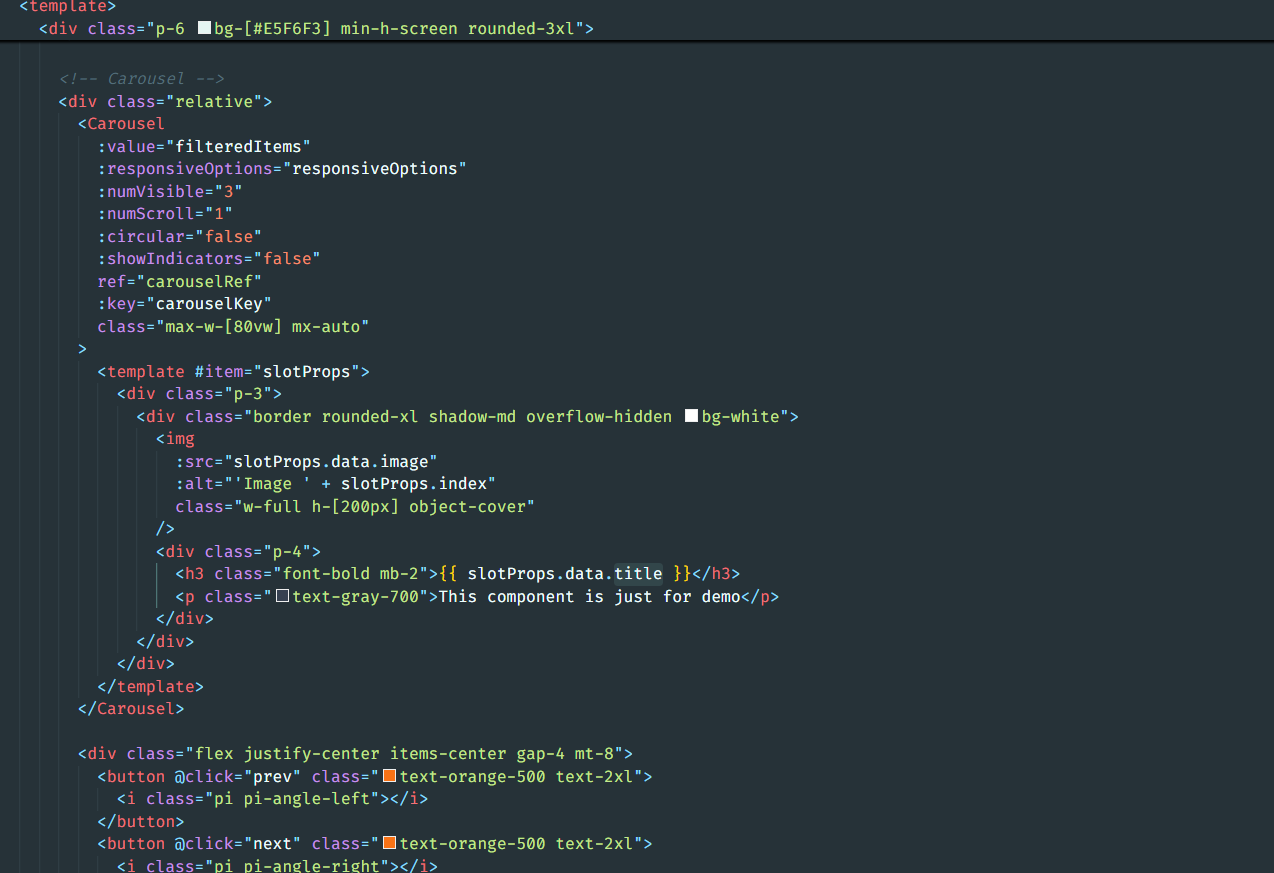 <template>
<div class="p-6 bg-[#E5F6F3] min-h-screen rounded-3xl">
<!-- Carousel -->
<div class="relative">
<Carousel
:value="filteredItems"
:responsiveOptions="responsiveOptions"
:numVisible="3"
:numScroll="1"
:circular="false"
:showIndicators="false"
ref="carouselRef"
:key="carouselKey"
class="max-w-[80vw] mx-auto"
>
<template #item="slotProps">
<div class="p-3">
<div class="border rounded-xl shadow-md overflow-hidden bg-white">
<img
:src="slotProps.data.image"
:alt="'Image ' + slotProps.index"
class="w-full h-[200px] object-cover"
/>
<div class="p-4">
<h3 class="font-bold mb-2">{{ slotProps.data.title }}</h3>
<p class="text-gray-700">This component is just for demo</p>
</div>
</div>
</div>
</template>
</Carousel>
<div class="flex justify-center items-center gap-4 mt-8">
<button @click="prev" class="text-orange-500 text-2xl">
<i class="pi pi-angle-left"></i>
</button>
<button @click="next" class="text-orange-500 text-2xl">
<i class="pi pi-angle-right"></i>